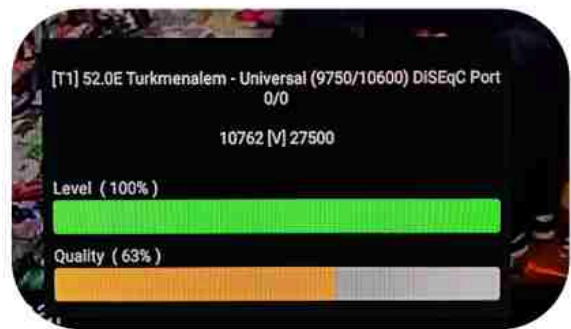 [T1] 52.0E Turkmenalem - Universal (9750/10600) DiSEqC Port
0/0
10762 [V] 27500
Level ( 100% )
Quality ( 63% )